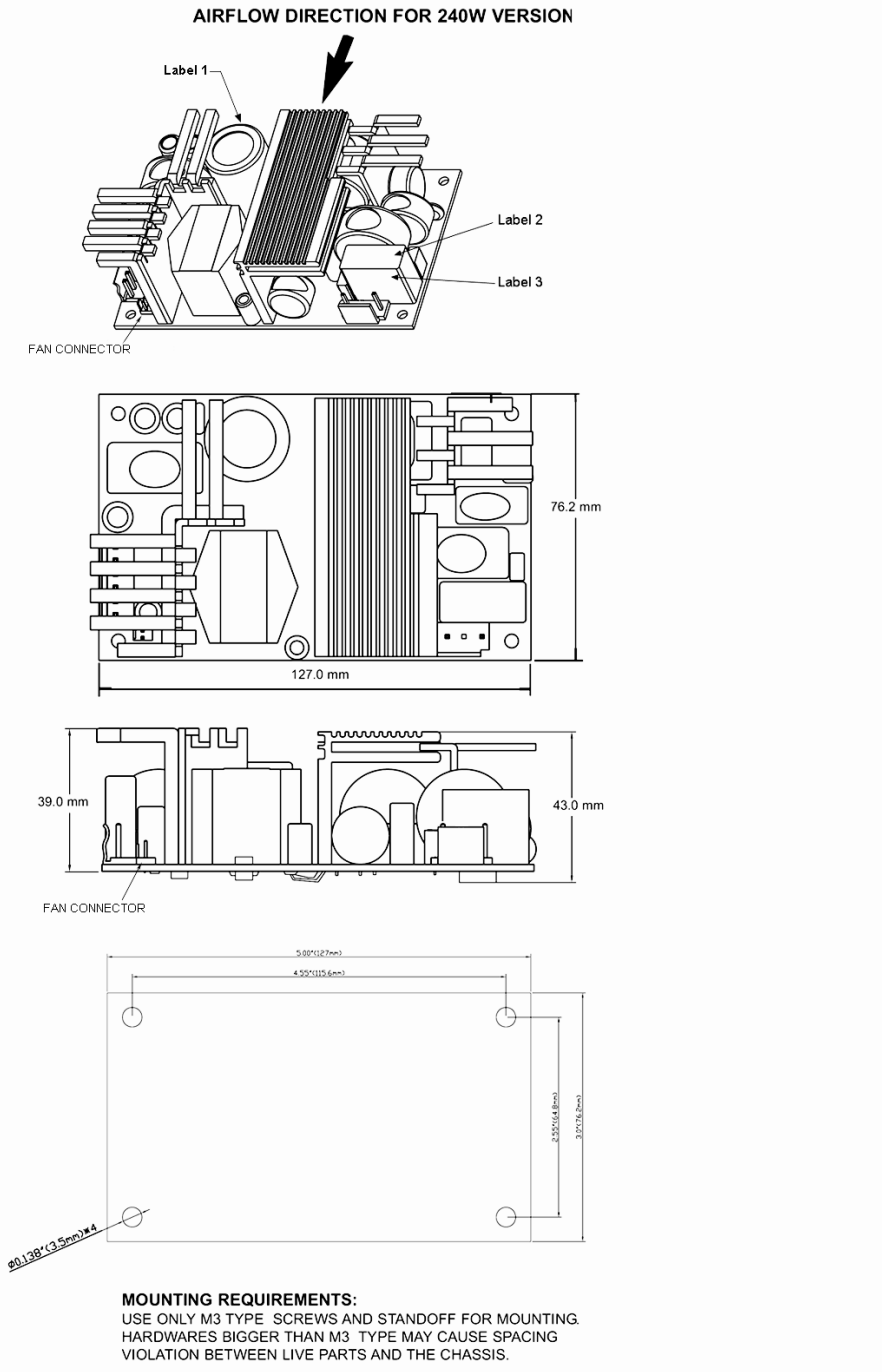 AIRFLOW DIRECTION FOR 240W VERSION
Label 1
Label 2
Label 3
FAN CONNECTOR
76.2 mm
127.0 mm
39.0 mm
43.0 mm
FAN CONNECTOR
5.00"(127mm)
4.55"(115.6mm)
2.55"(64.8mm)
3.0"(76.2mm)
Ø0.138"(3.5mm)*4
MOUNTING REQUIREMENTS:
USE ONLY M3 TYPE SCREWS AND STANDOFF FOR MOUNTING.
HARDWARES BIGGER THAN M3 TYPE MAY CAUSE SPACING
VIOLATION BETWEEN LIVE PARTS AND THE CHASSIS.